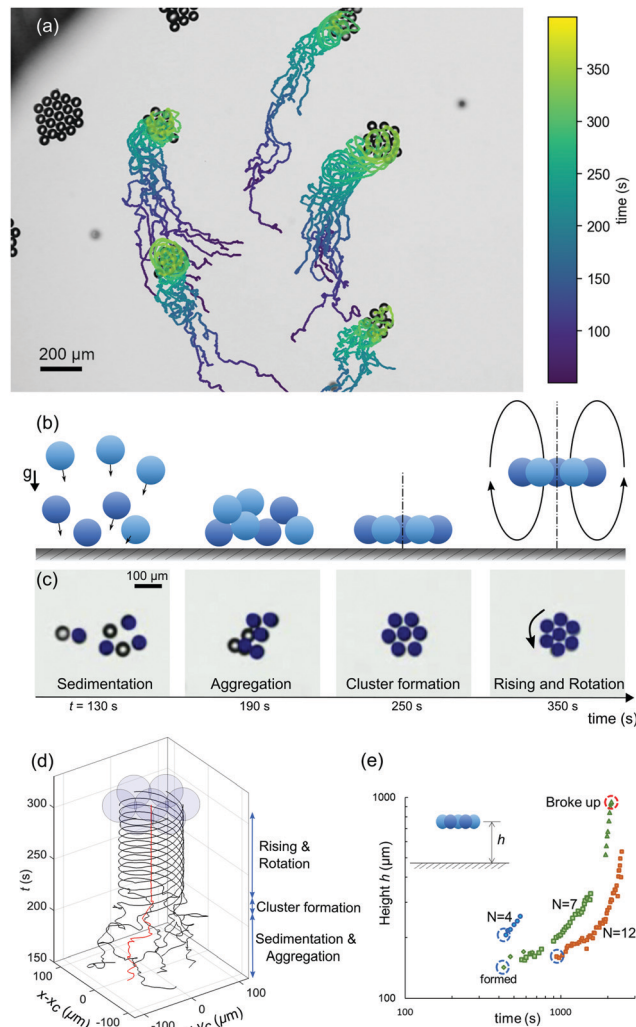 (a)
350
300
250
200
150
100
time (s)
200 μm
(b)
g
(c)
100 μm
Sedimentation
Aggregation
Cluster formation
Rising and Rotation
t = 130 s
190 s
250 s
350 s
time (s)
(d)
300
250
200
150
t (s)
Rising &
Rotation
Cluster formation
Sedimentation &
Aggregation
100
0
-100
x-xc (μm)
-100
0
100
(e)
1000
100
Height h (μm)
Broke up
h
N=4
N=7
N=12
formed
100
1000
time (s)